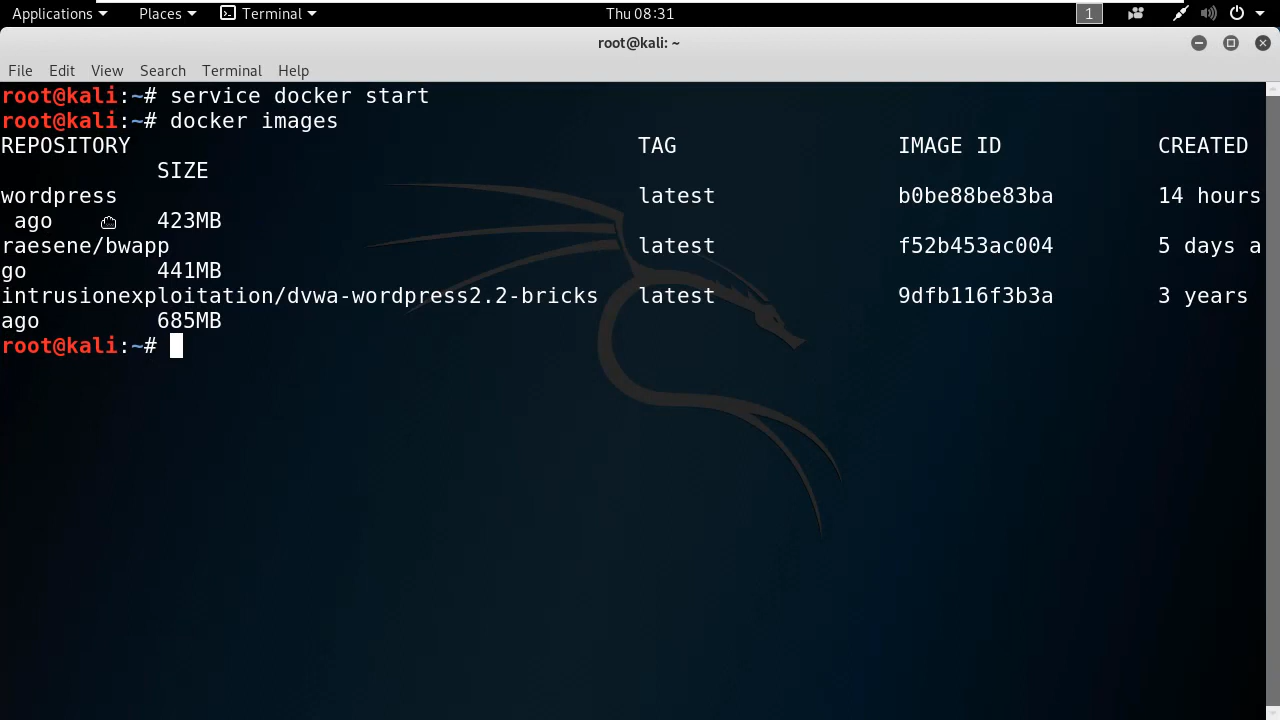 Applications Places Terminal Thu 08:31 1
root@kali: ~
File Edit View Search Terminal Help
root@kali:~# service docker start
root@kali:~# docker images
REPOSITORY TAG IMAGE ID CREATED
SIZE
wordpress latest b0be88be83ba 14 hours
ago 423MB
raesene/bwapp latest f52b453ac004 5 days a
go 441MB
intrusionexploitation/dvwa-wordpress2.2-bricks latest 9dfb116f3b3a 3 years
ago 685MB
root@kali:~#